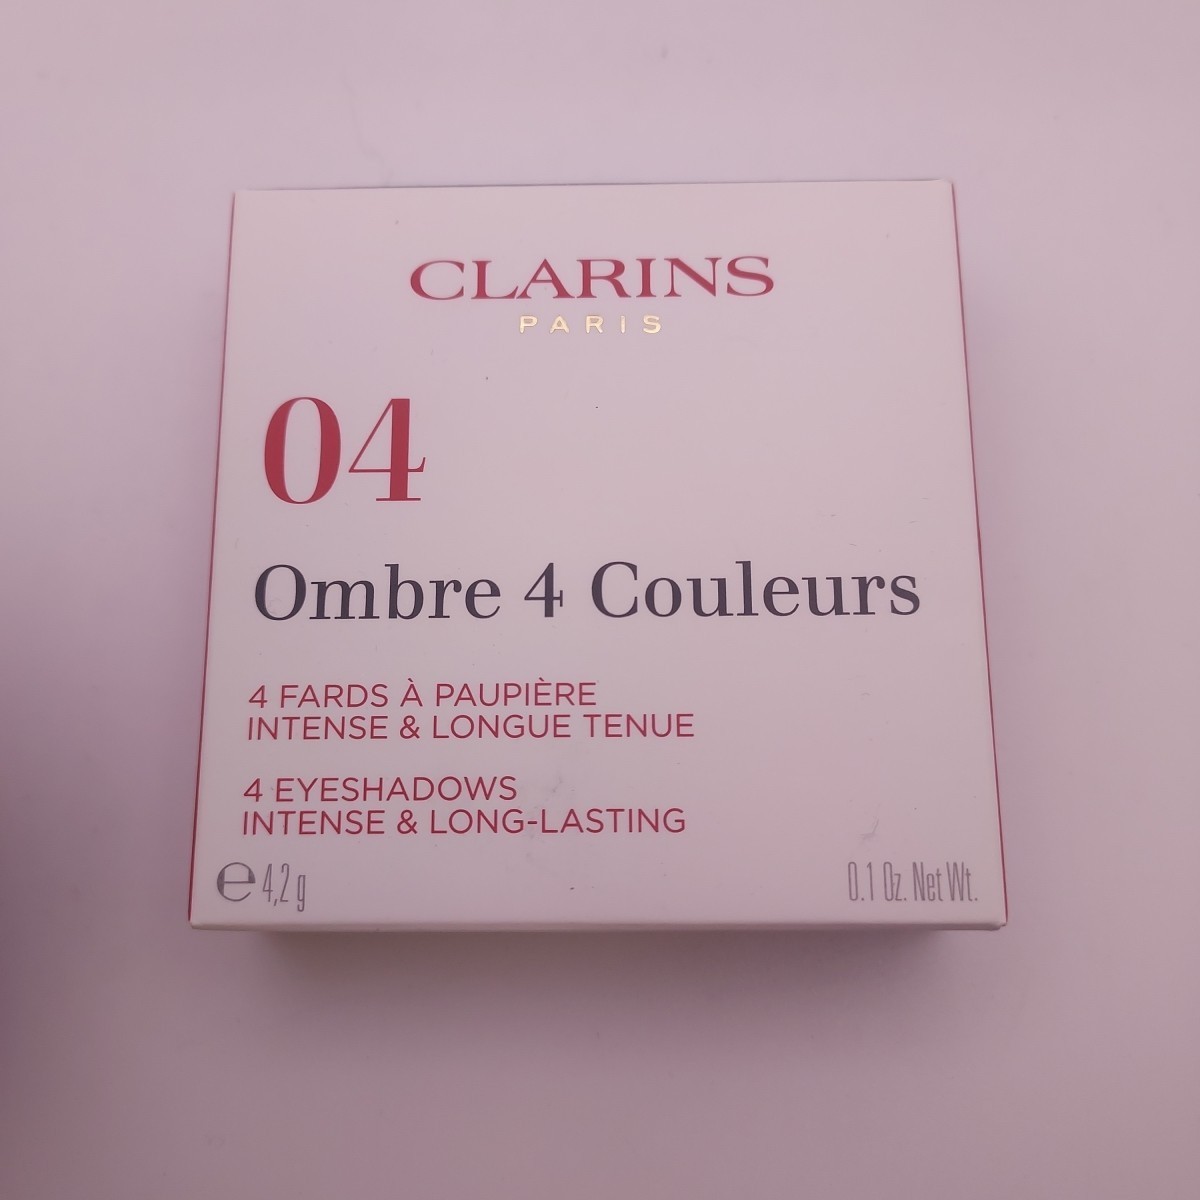 CLARINS
PARIS
04
Ombre 4 Couleurs
4 FARDS À PAUPIÈRE
INTENSE & LONGUE TENUE
4 EYESHADOWS
INTENSE & LONG-LASTING
℮ 4,2 g
0.1 Oz. Net Wt.